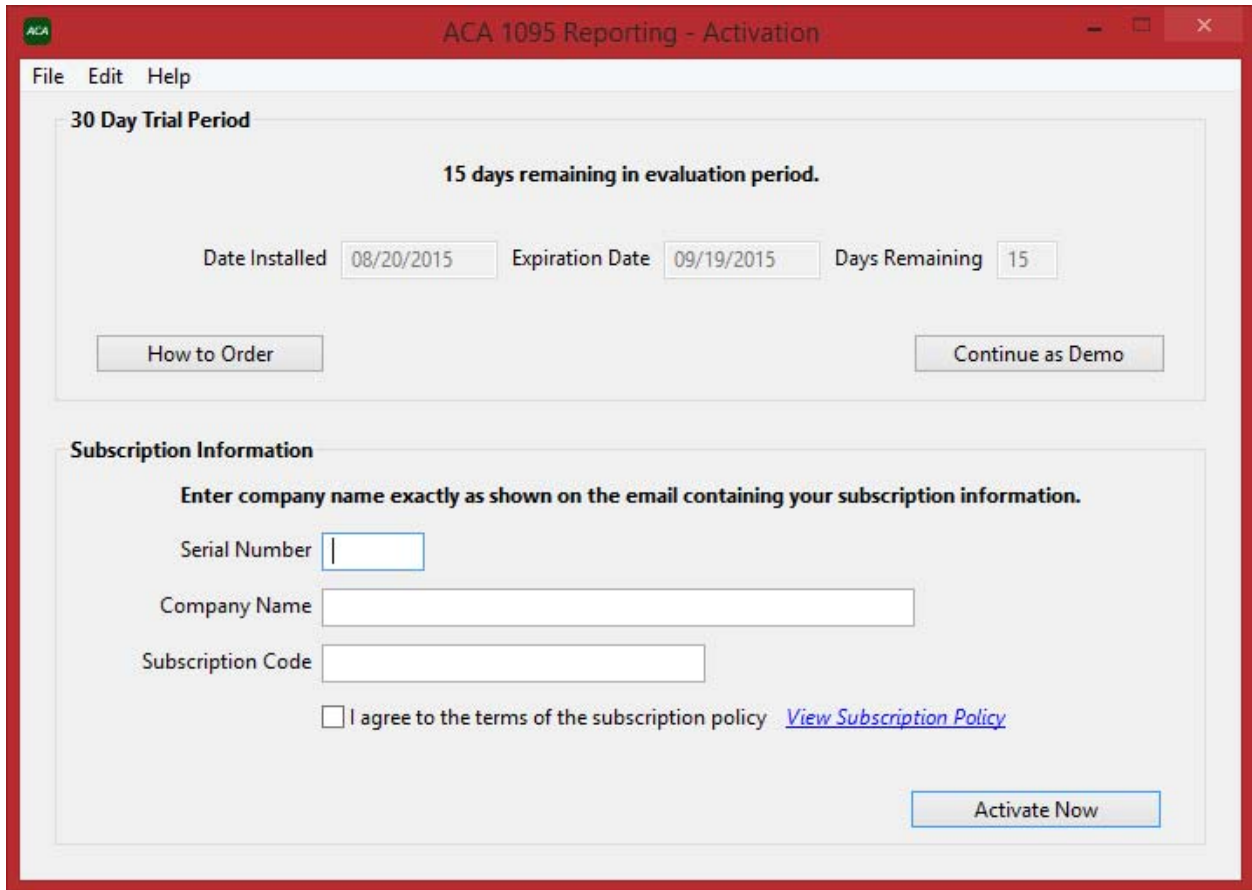 ACA
ACA 1095 Reporting - Activation
File Edit Help
30 Day Trial Period
15 days remaining in evaluation period.
Date Installed 08/20/2015 Expiration Date 09/19/2015 Days Remaining 15
How to Order Continue as Demo
Subscription Information
Enter company name exactly as shown on the email containing your subscription information.
Serial Number
Company Name
Subscription Code
I agree to the terms of the subscription policy View Subscription Policy
Activate Now